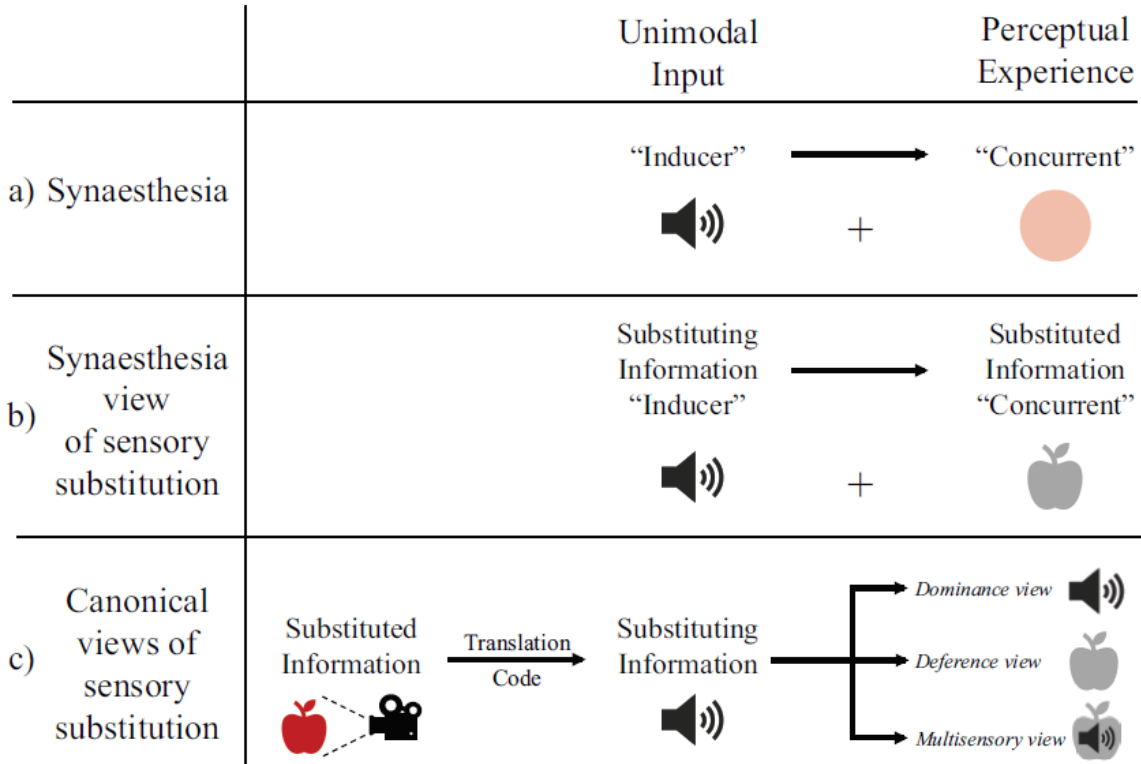 Unimodal
Input
Perceptual
Experience
a) Synaesthesia
“Inducer”
“Concurrent”
+
b)
Synaesthesia
view
of sensory
substitution
Substituting
Information
“Inducer”
Substituted
Information
“Concurrent”
+
c)
Canonical
views of
sensory
substitution
Substituted
Information
Translation
Code
Substituting
Information
Dominance view
Deference view
Multisensory view